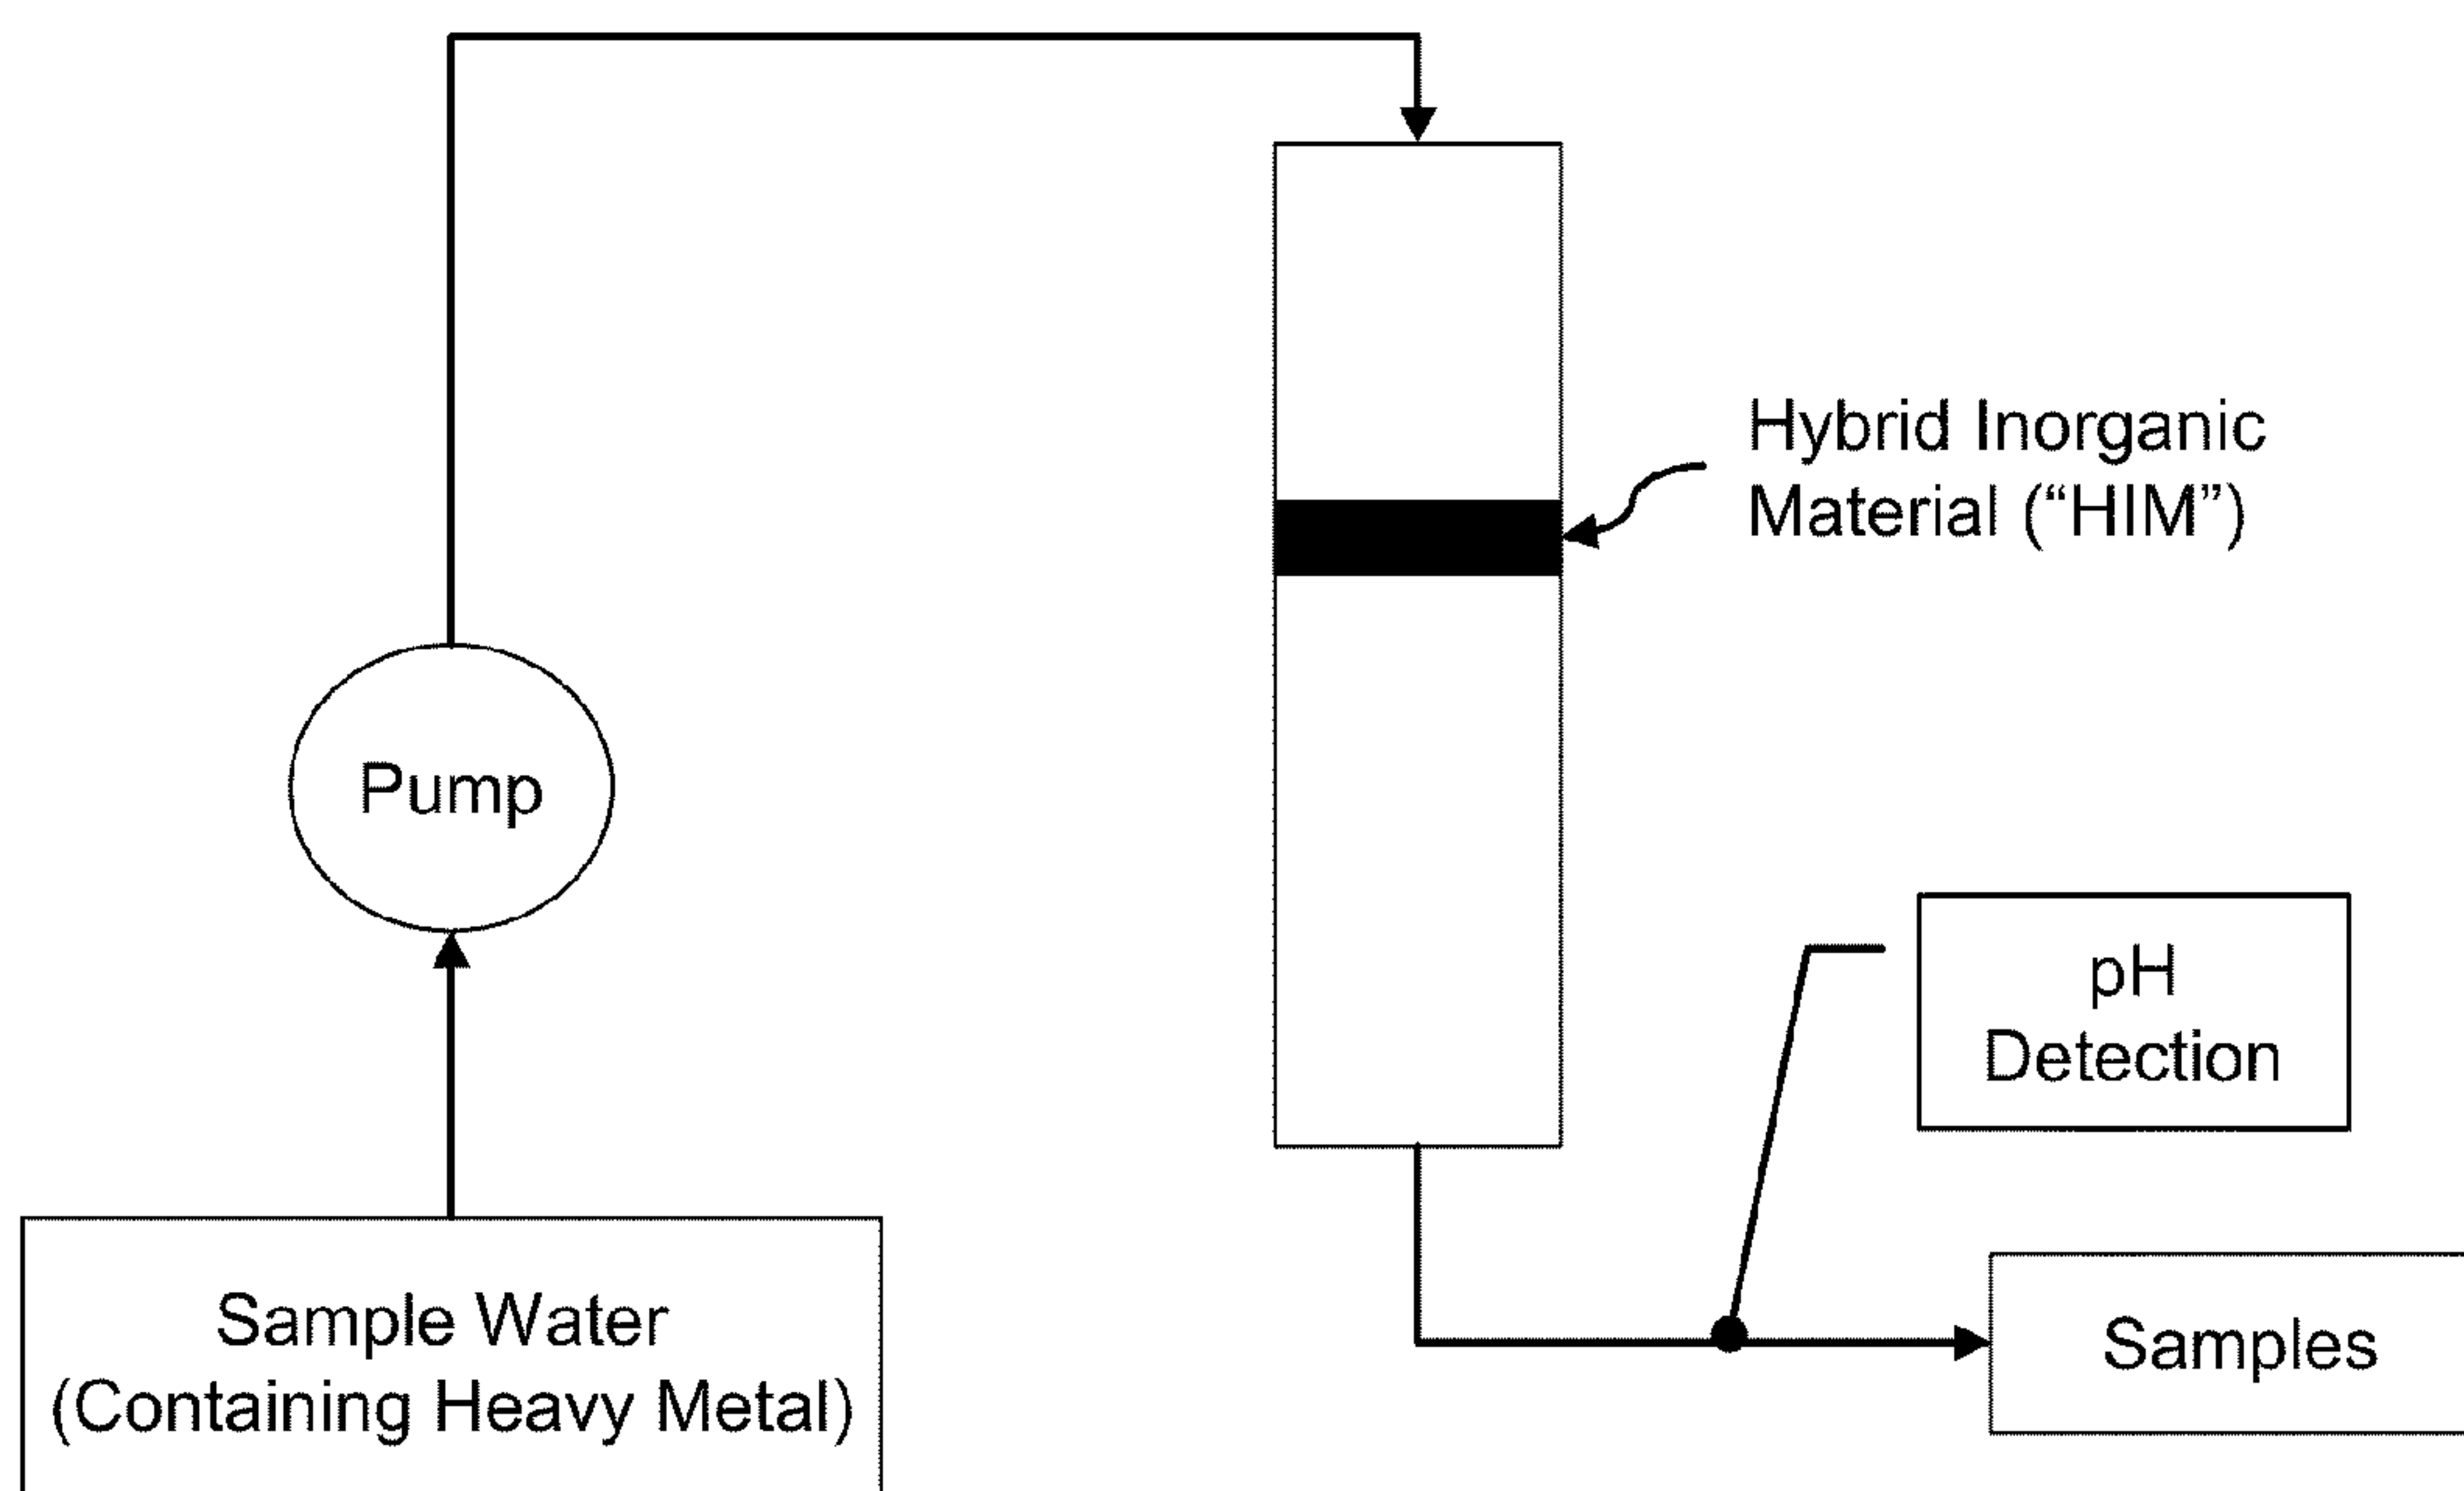 Hybrid Inorganic
Material (“HIM”)
Pump
pH
Detection
Sample Water
(Containing Heavy Metal)
Samples